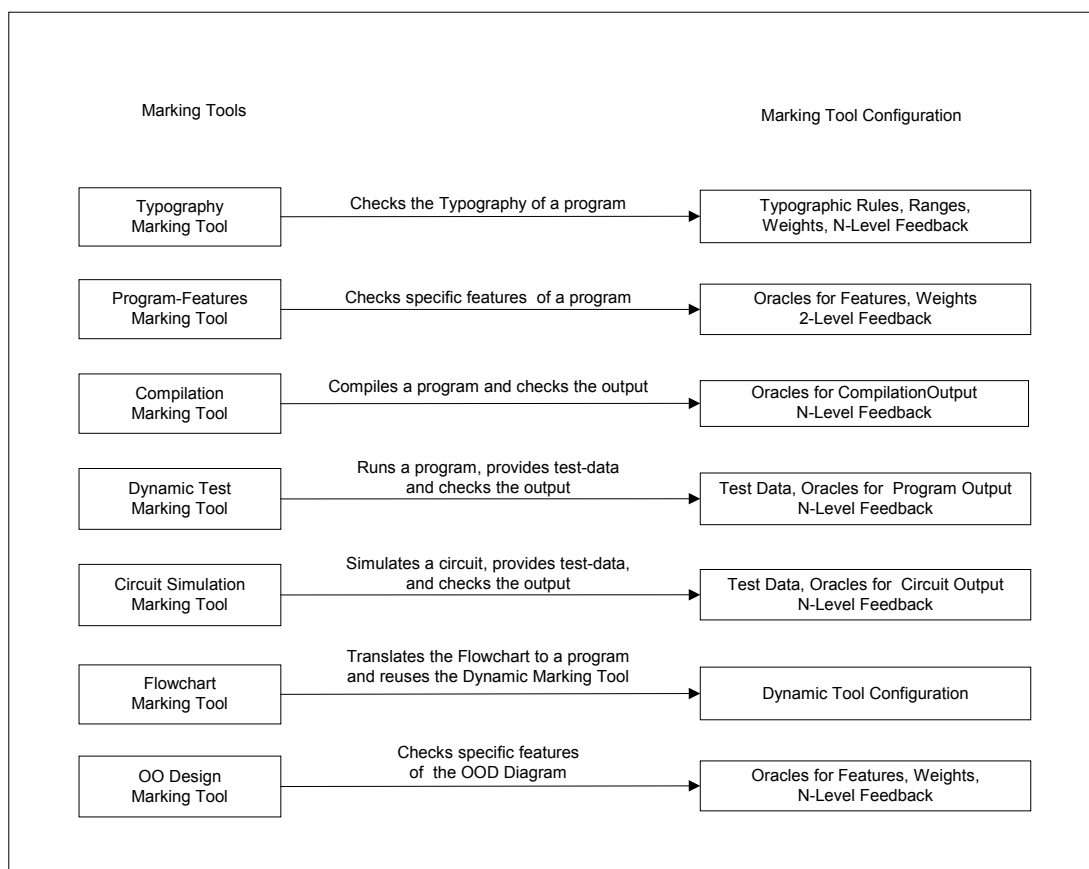 Marking Tools
Marking Tool Configuration
Typography
Marking Tool
Checks the Typography of a program
Typographic Rules, Ranges,
Weights, N-Level Feedback
Program-Features
Marking Tool
Checks specific features of a program
Oracles for Features, Weights
2-Level Feedback
Compilation
Marking Tool
Compiles a program and checks the output
Oracles for CompilationOutput
N-Level Feedback
Dynamic Test
Marking Tool
Runs a program, provides test-data
and checks the output
Test Data, Oracles for Program Output
N-Level Feedback
Circuit Simulation
Marking Tool
Simulates a circuit, provides test-data,
and checks the output
Test Data, Oracles for Circuit Output
N-Level Feedback
Flowchart
Marking Tool
Translates the Flowchart to a program
and reuses the Dynamic Marking Tool
Dynamic Tool Configuration
OO Design
Marking Tool
Checks specific features
of the OOD Diagram
Oracles for Features, Weights,
N-Level Feedback